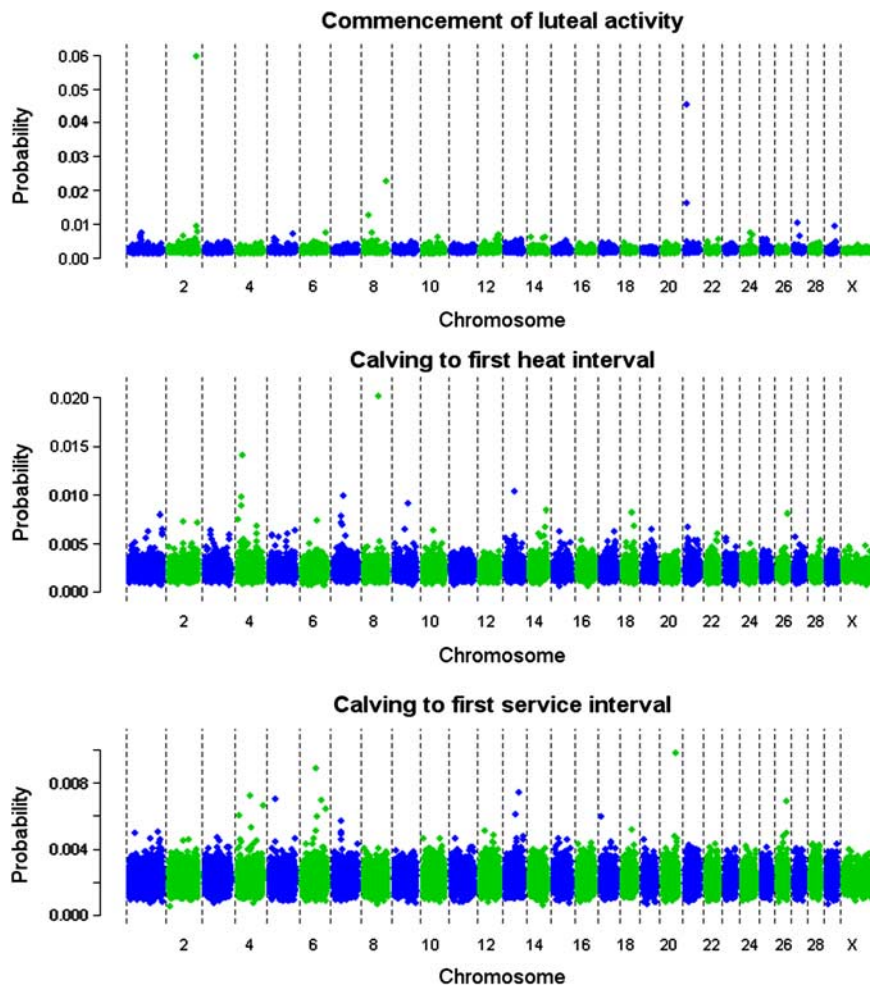 Commencement of luteal activity
Probability
0.06
0.05
0.04
0.03
0.02
0.01
0.00
2 4 6 8 10 12 14 16 18 20 22 24 26 28 X
Chromosome
Calving to first heat interval
Probability
0.020
0.015
0.010
0.005
0.000
2 4 6 8 10 12 14 16 18 20 22 24 26 28 X
Chromosome
Calving to first service interval
Probability
0.008
0.004
0.000
2 4 6 8 10 12 14 16 18 20 22 24 26 28 X
Chromosome